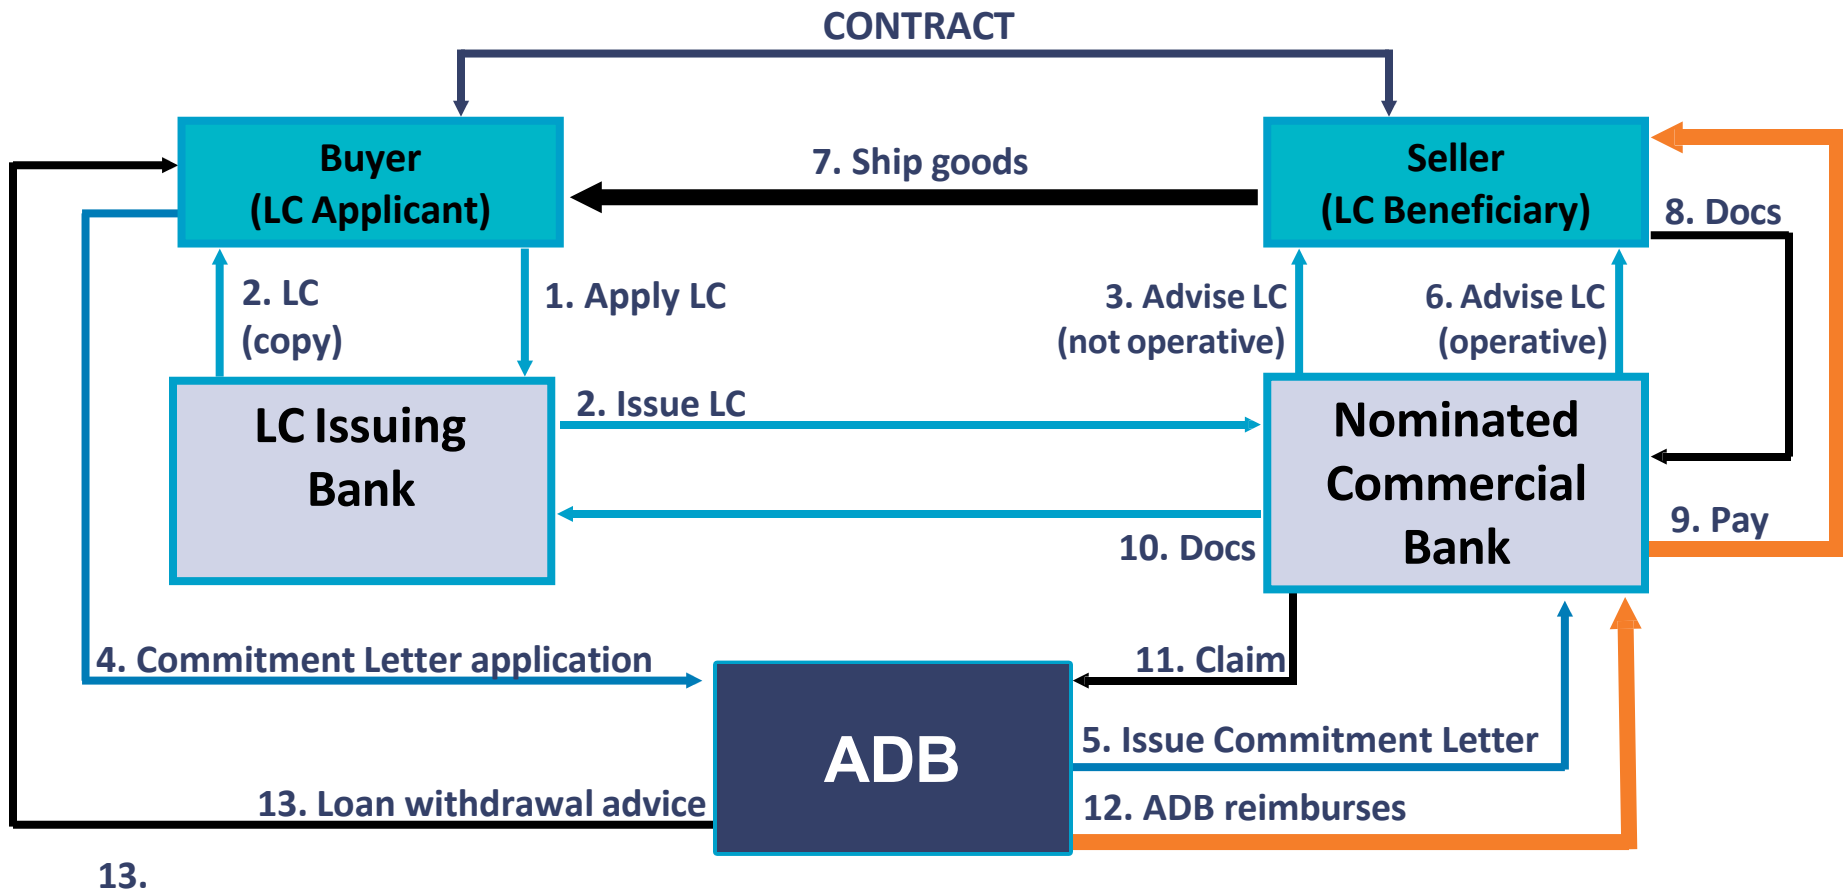 CONTRACT
Buyer
(LC Applicant)
7. Ship goods
Seller
(LC Beneficiary)
8. Docs
2. LC
(copy)
1. Apply LC
3. Advise LC
(not operative)
6. Advise LC
(operative)
LC Issuing
Bank
2. Issue LC
Nominated
Commercial
Bank
10. Docs
9. Pay
4. Commitment Letter application
11. Claim
ADB
5. Issue Commitment Letter
13. Loan withdrawal advice
12. ADB reimburses
13.